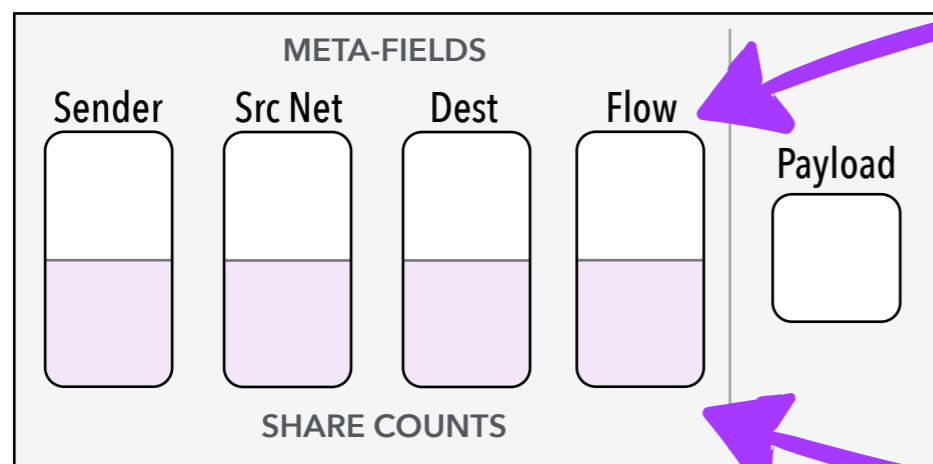 META-FIELDS
Sender
Src Net
Dest
Flow
Payload
SHARE COUNTS